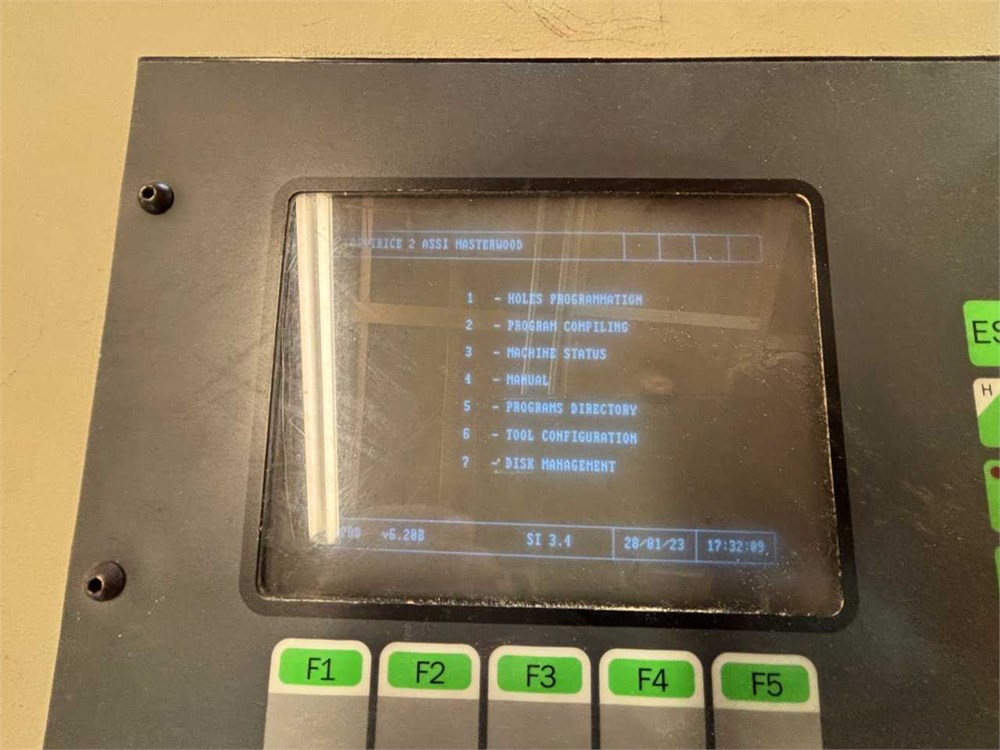 2 ASSI MASTERWOOD
1 - HOLES PROGRAMMATION
2 - PROGRAM COMPILING
3 - MACHINE STATUS
4 - MANUAL
5 - PROGRAMS DIRECTORY
6 - TOOL CONFIGURATION
7 - DISK MANAGEMENT
v6.20B SI 3.4 28/01/23 17:32:09
ES
H
F1 F2 F3 F4 F5